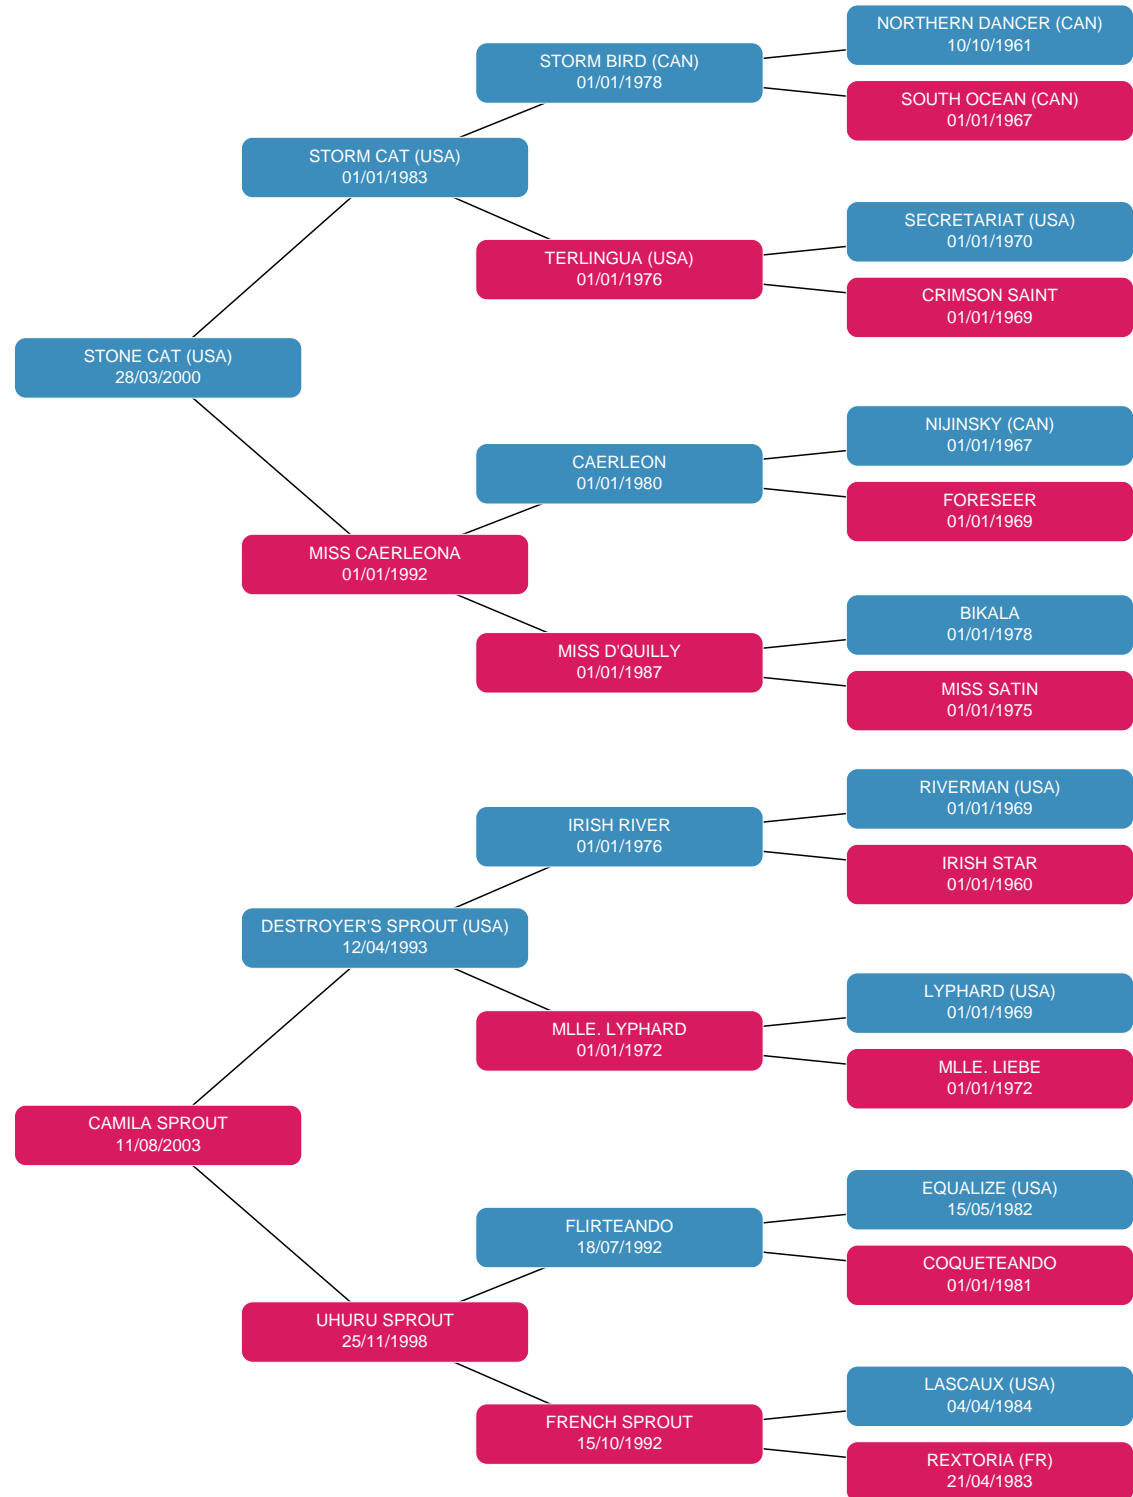 NORTHERN DANCER (CAN)
10/10/1961
STORM BIRD (CAN)
01/01/1978
SOUTH OCEAN (CAN)
01/01/1967
STORM CAT (USA)
01/01/1983
SECRETARIAT (USA)
01/01/1970
TERLINGUA (USA)
01/01/1976
CRIMSON SAINT
01/01/1969
STONE CAT (USA)
28/03/2000
NIJINSKY (CAN)
01/01/1967
CAERLEON
01/01/1980
FORESEER
01/01/1969
MISS CAERLEONA
01/01/1992
BIKALA
01/01/1978
MISS D'QUILLY
01/01/1987
MISS SATIN
01/01/1975
RIVERMAN (USA)
01/01/1969
IRISH RIVER
01/01/1976
IRISH STAR
01/01/1960
DESTROYER'S SPROUT (USA)
12/04/1993
LYPHARD (USA)
01/01/1969
MLLE. LYPHARD
01/01/1972
MLLE. LIEBE
01/01/1972
CAMILA SPROUT
11/08/2003
EQUALIZE (USA)
15/05/1982
FLIRTEANDO
18/07/1992
COQUETEANDO
01/01/1981
UHURU SPROUT
25/11/1998
LASCAUX (USA)
04/04/1984
FRENCH SPROUT
15/10/1992
REXTORIA (FR)
21/04/1983